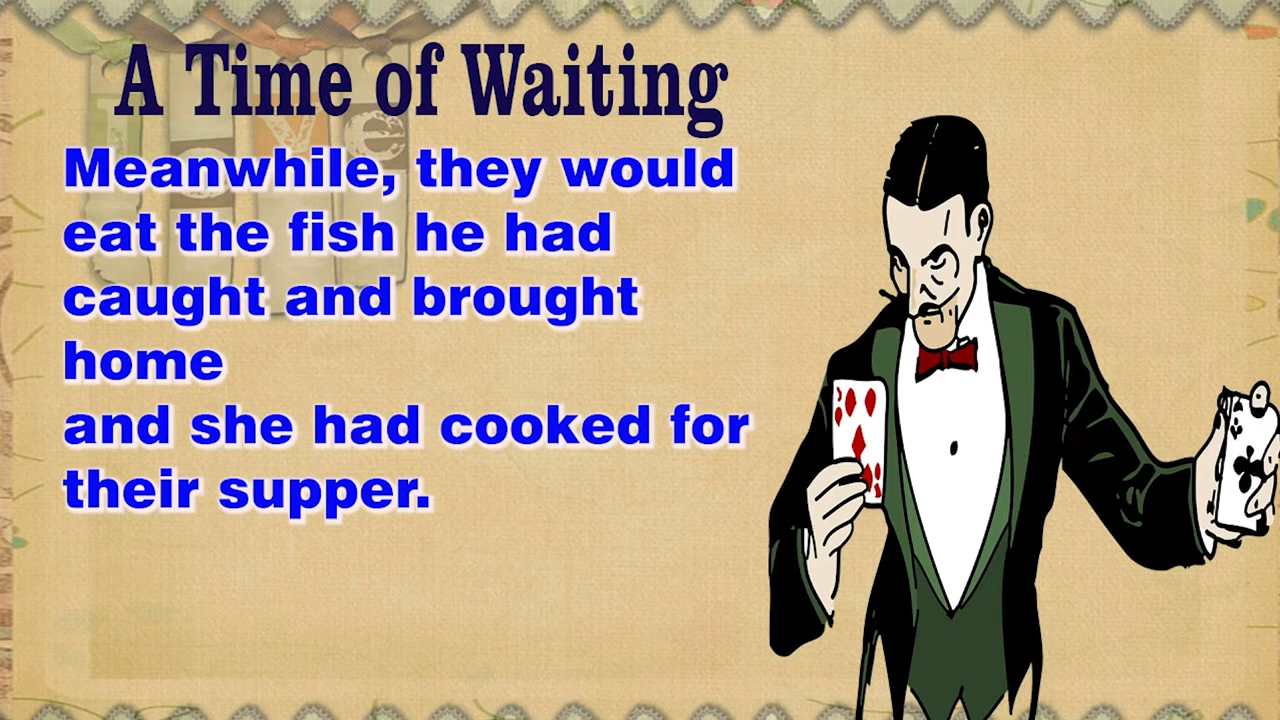 A Time of Waiting
Meanwhile, they would
eat the fish he had
caught and brought
home
and she had cooked for
their supper.